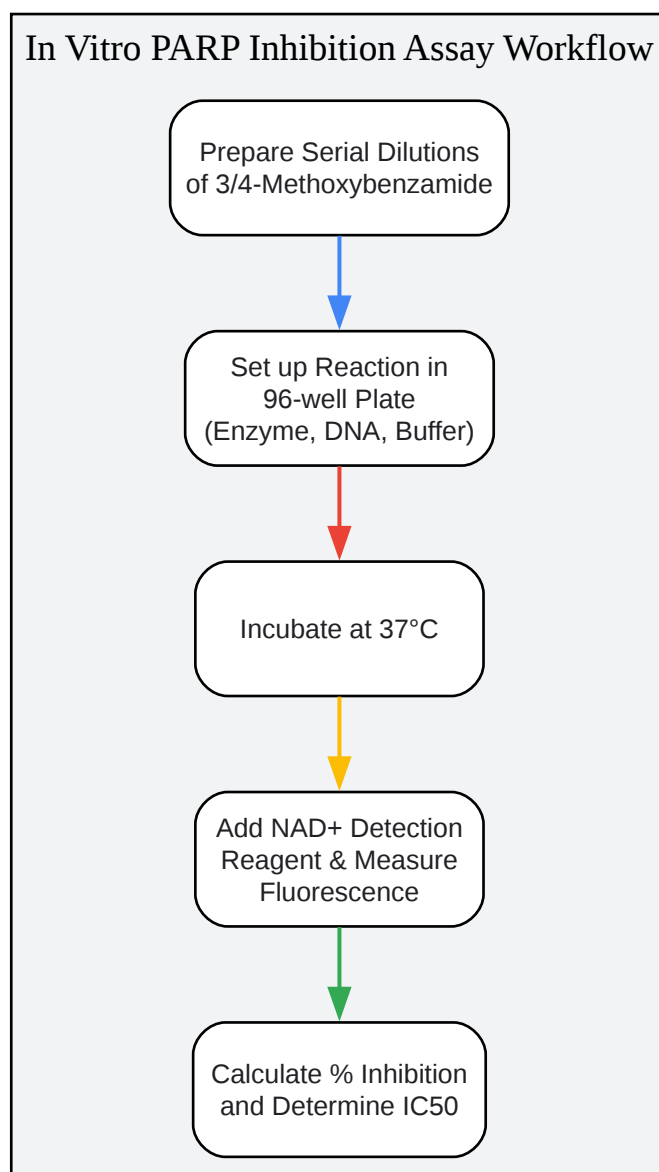 In Vitro PARP Inhibition Assay Workflow
Prepare Serial Dilutions
of 3/4-Methoxybenzamide
Set up Reaction in
96-well Plate
(Enzyme, DNA, Buffer)
Incubate at 37°C
Add NAD+ Detection
Reagent & Measure
Fluorescence
Calculate % Inhibition
and Determine IC50